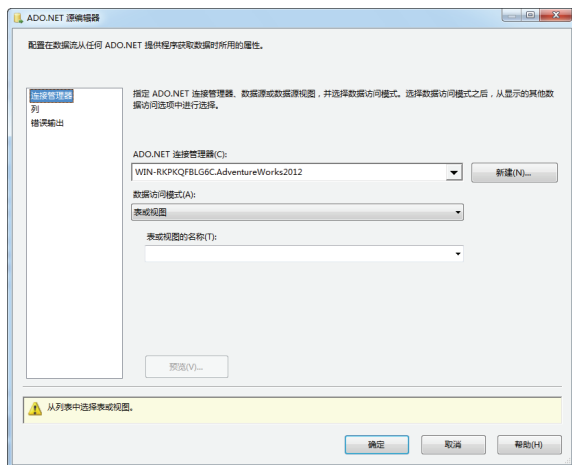 ADO.NET 源编辑器
配置在数据流从任何 ADO.NET 提供程序获取数据时所用的属性。
连接管理器
列
错误输出
指定 ADO.NET 连接管理器、数据源或数据源视图，并选择数据访问模式。选择数据访问模式之后，从显示的其他数
据访问选项中进行选择。
ADO.NET 连接管理器(C):
WIN-RKPKQFBLG6C.AdventureWorks2012
新建(N)...
数据访问模式(A):
表或视图
表或视图的名称(T):
预览(V)...
从列表中选择表或视图。
确定
取消
帮助(H)